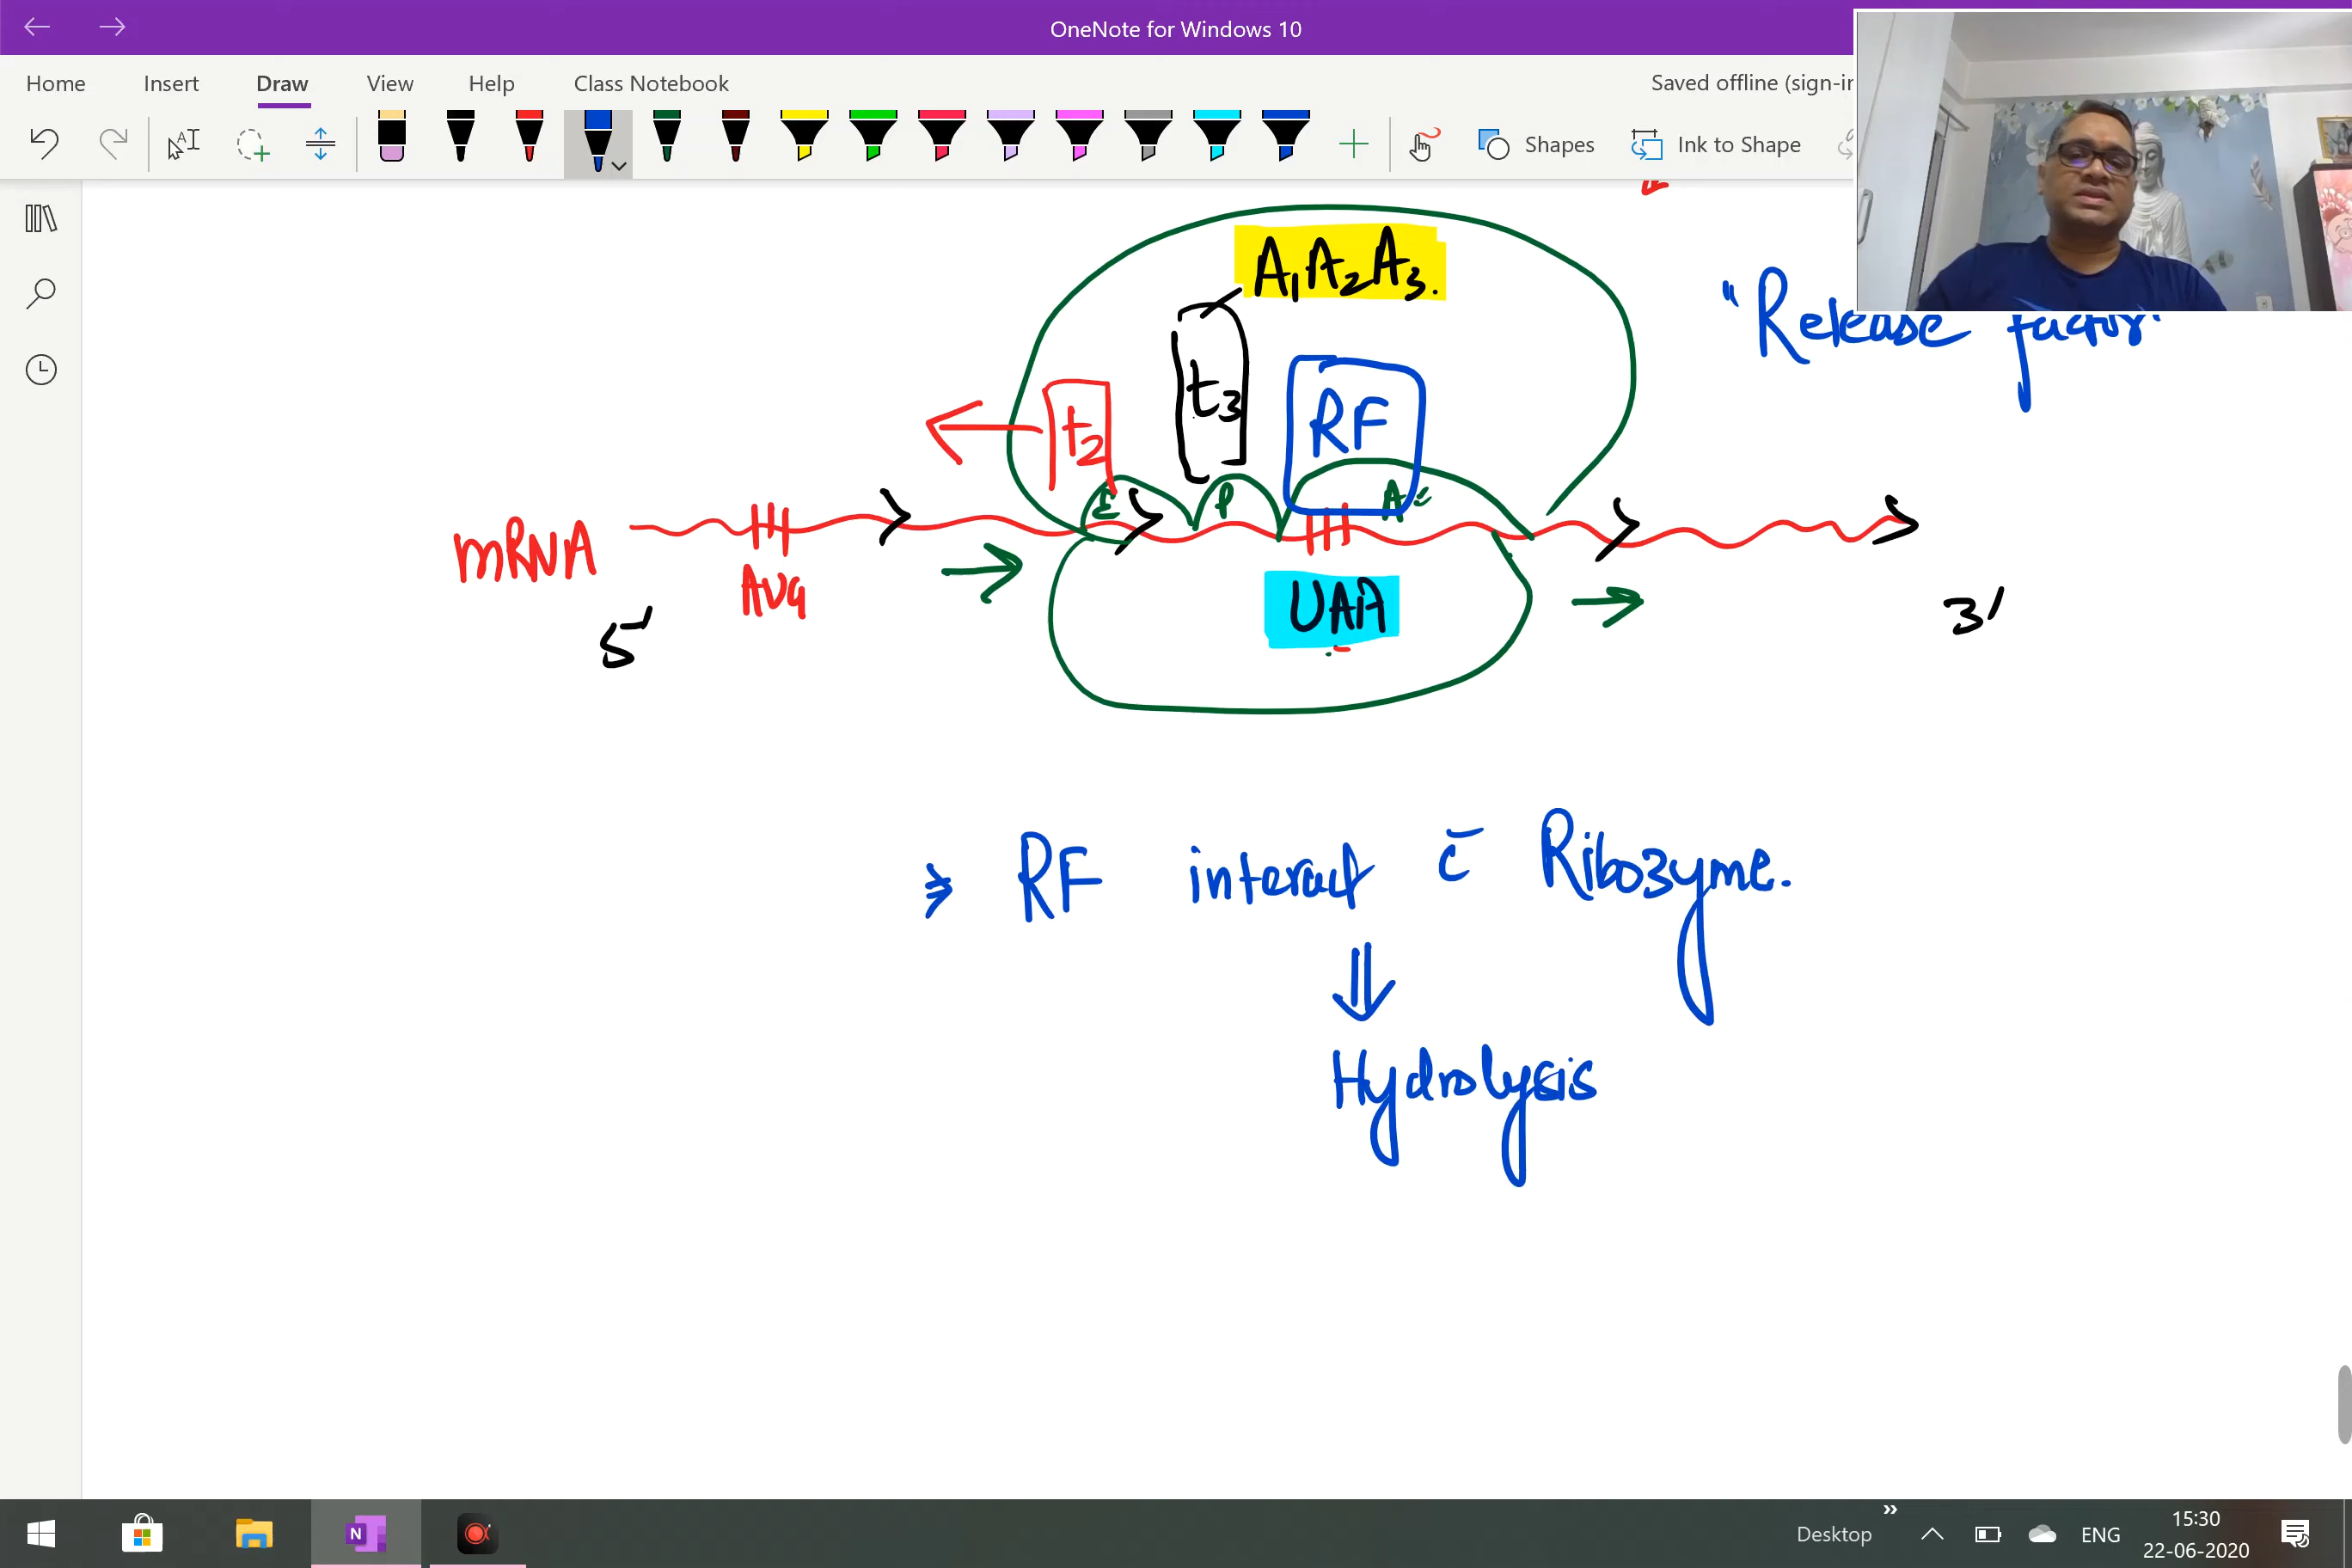 OneNote for Windows 10
Home Insert Draw View Help Class Notebook
Saved offline (sign-in
Shapes Ink to Shape
A1A2A3.
"Release factor"
t3
RF
t2
E P A
mRNA
AUG
UAA
5' 3'
RF interact c̄ Ribozyme.
⇓
Hydrolysis
Desktop ENG 15:30
22-06-2020